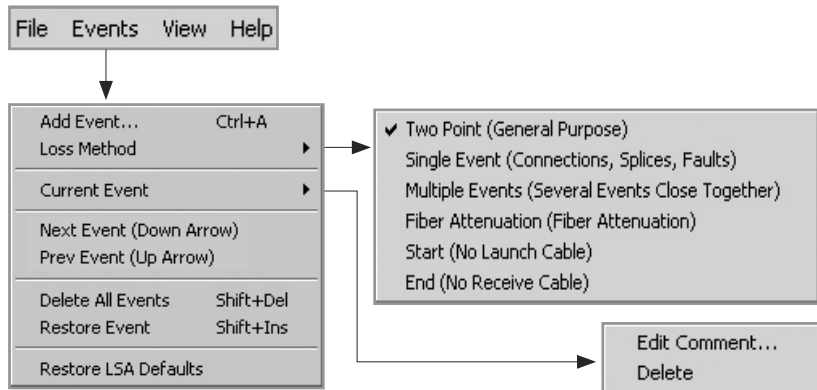 File Events View Help
Add Event... Ctrl+A
Loss Method
Current Event
Next Event (Down Arrow)
Prev Event (Up Arrow)
Delete All Events Shift+Del
Restore Event Shift+Ins
Restore LSA Defaults
Two Point (General Purpose)
Single Event (Connections, Splices, Faults)
Multiple Events (Several Events Close Together)
Fiber Attenuation (Fiber Attenuation)
Start (No Launch Cable)
End (No Receive Cable)
Edit Comment...
Delete